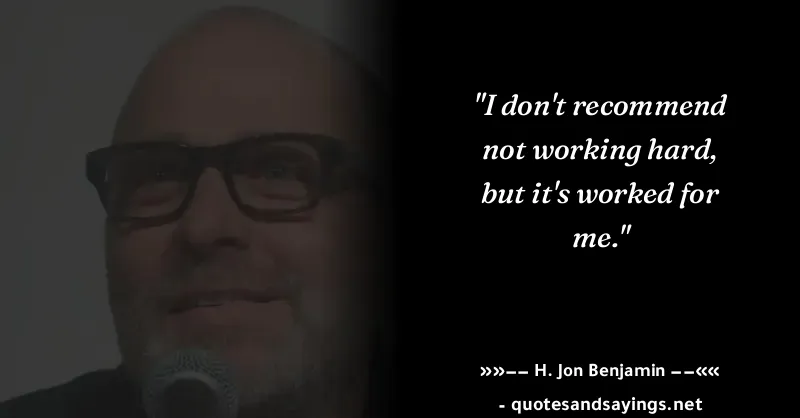 "I don't recommend
not working hard,
but it's worked for
me."
»»−− H. Jon Benjamin −−««
- quotesandsayings.net